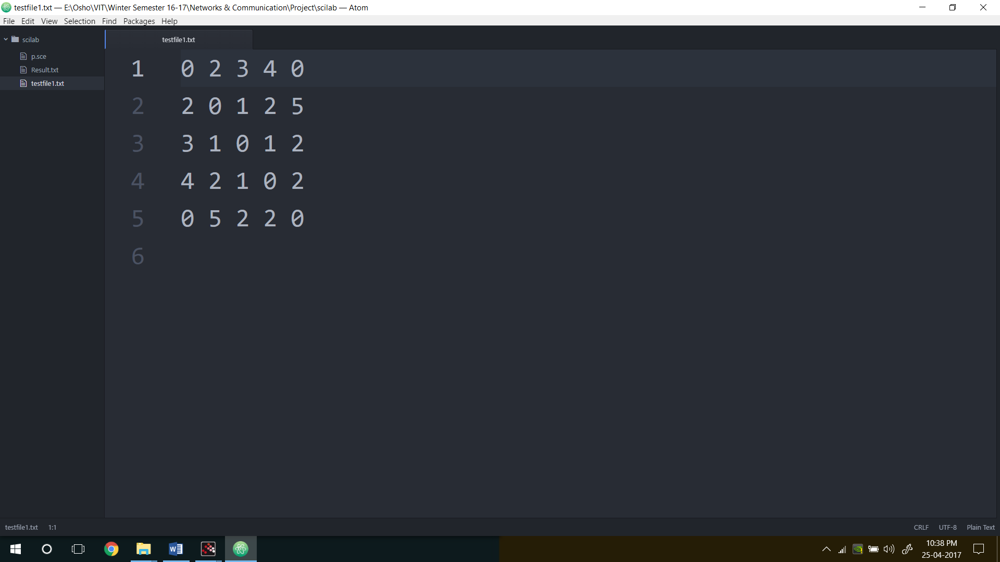 testfile1.txt — E:\Osho\VIT\Winter Semester 16-17\Networks & Communication\Project\scilab — Atom
File Edit View Selection Find Packages Help
scilab
p.sce
Result.txt
testfile1.txt
testfile1.txt
1 0 2 3 4 0
2 2 0 1 2 5
3 3 1 0 1 2
4 4 2 1 0 2
5 0 5 2 2 0
6
testfile1.txt 1:1 CRLF UTF-8 Plain Text
10:38 PM
25-04-2017